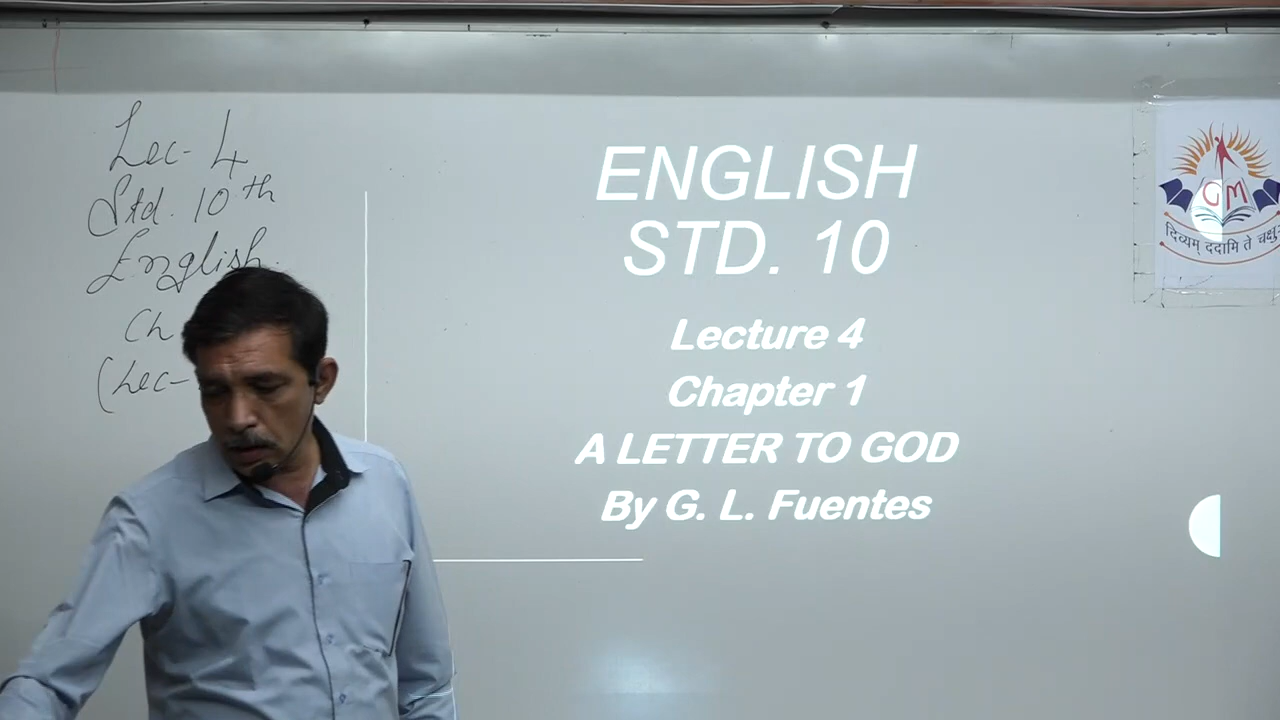 Lec- 4
Std. 10th
English.
Ch
(Lec-
ENGLISH
STD. 10
Lecture 4
Chapter 1
A LETTER TO GOD
By G. L. Fuentes
GM
दिव्यम् ददामि ते चक्षुः